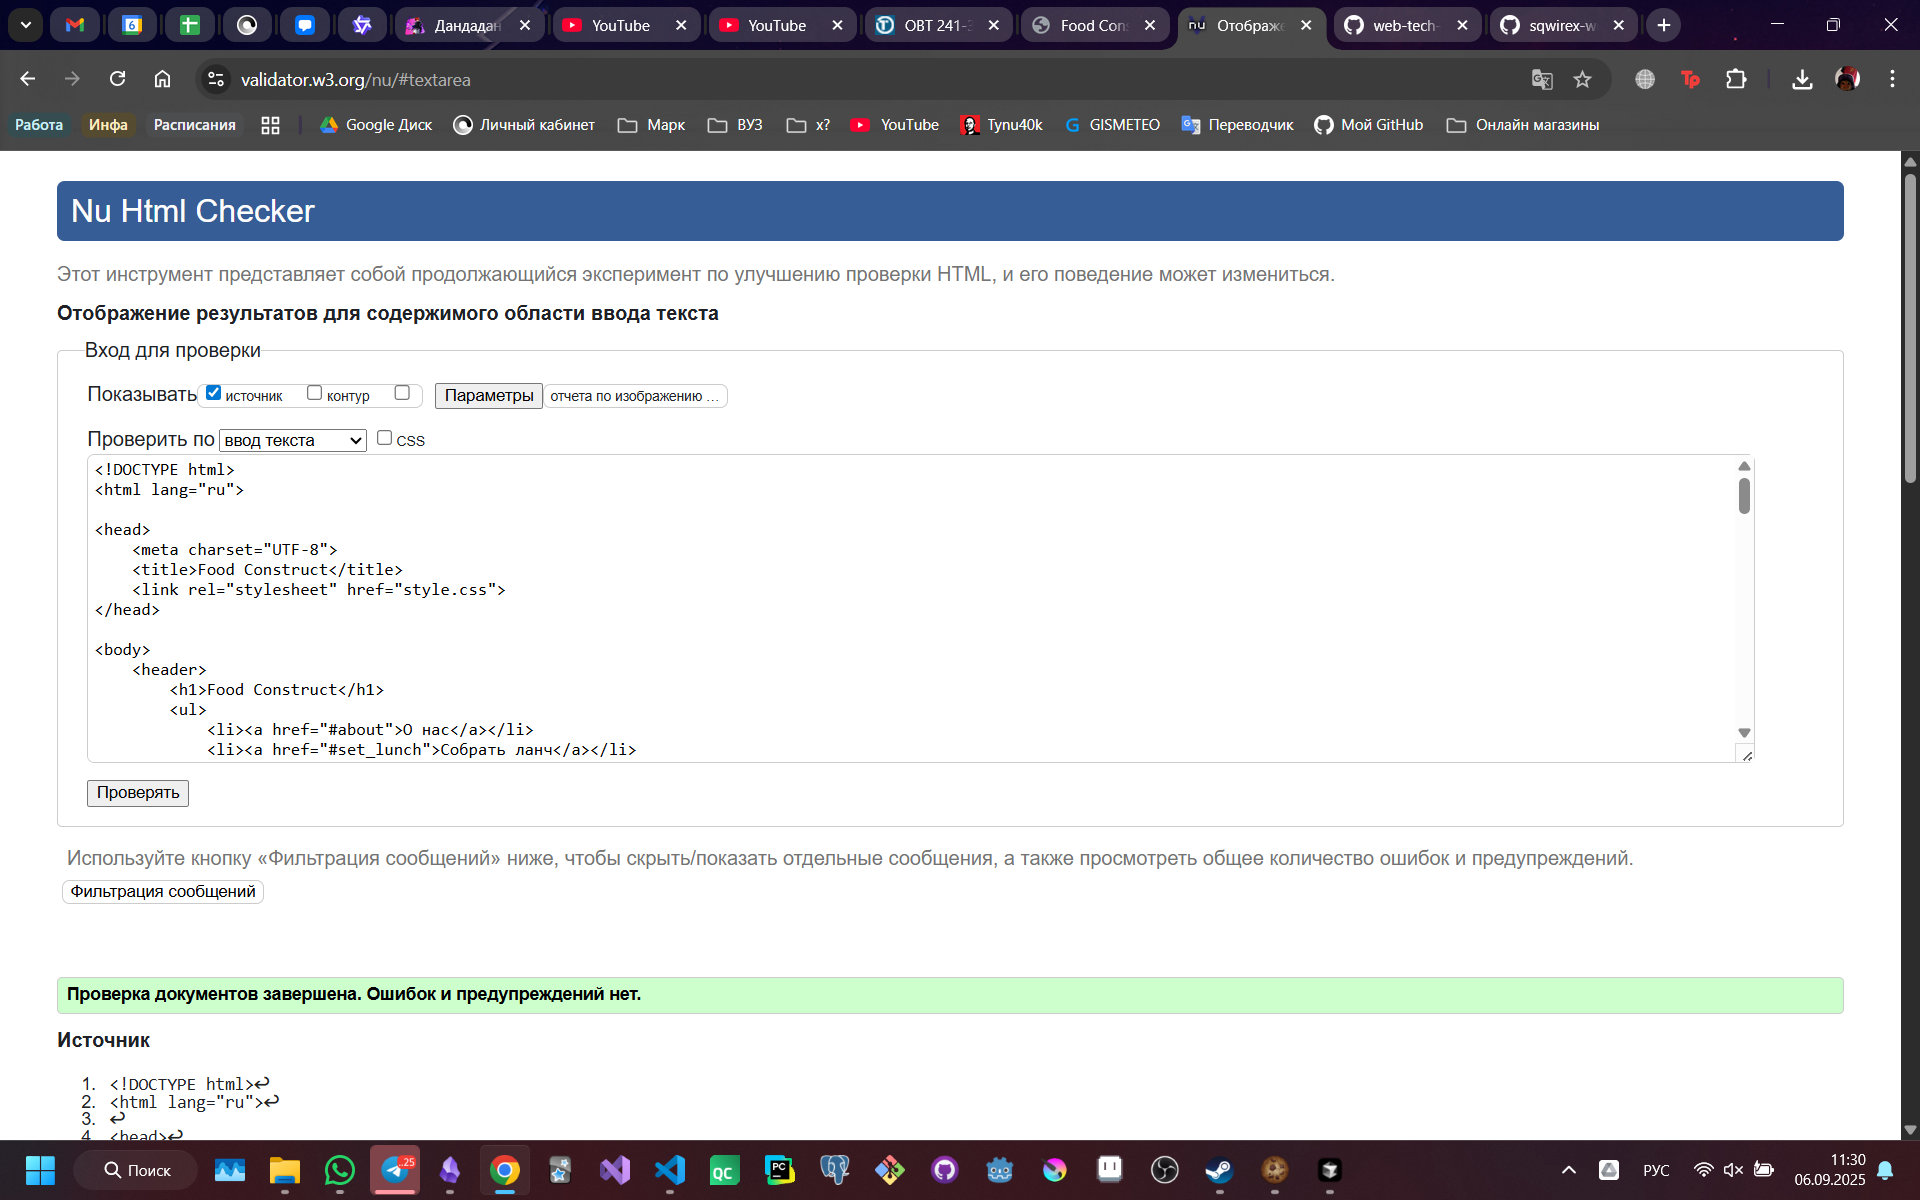 Дандадан
YouTube
YouTube
ОВТ 241-3
Food Con
Отображе
web-tech-
sqwirex-w
validator.w3.org/nu/#textarea
Работа
Инфа
Расписания
Google Диск
Личный кабинет
Марк
ВУЗ
x?
YouTube
Tynu40k
GISMETEO
Переводчик
Мой GitHub
Онлайн магазины
Nu Html Checker
Этот инструмент представляет собой продолжающийся эксперимент по улучшению проверки HTML, и его поведение может измениться.
Отображение результатов для содержимого области ввода текста
Вход для проверки
Показывать источник контур Параметры отчета по изображению ...
Проверить по ввод текста CSS
<!DOCTYPE html>
<html lang="ru">
<head>
<meta charset="UTF-8">
<title>Food Construct</title>
<link rel="stylesheet" href="style.css">
</head>
<body>
<header>
<h1>Food Construct</h1>
<ul>
<li><a href="#about">О нас</a></li>
<li><a href="#set_lunch">Собрать ланч</a></li>
Проверять
Используйте кнопку «Фильтрация сообщений» ниже, чтобы скрыть/показать отдельные сообщения, а также просмотреть общее количество ошибок и предупреждений.
Фильтрация сообщений
Проверка документов завершена. Ошибок и предупреждений нет.
Источник
1. <!DOCTYPE html>↩
2. <html lang="ru">↩
3. ↩
4. <head>↩
Поиск
РУС
11:30
06.09.2025